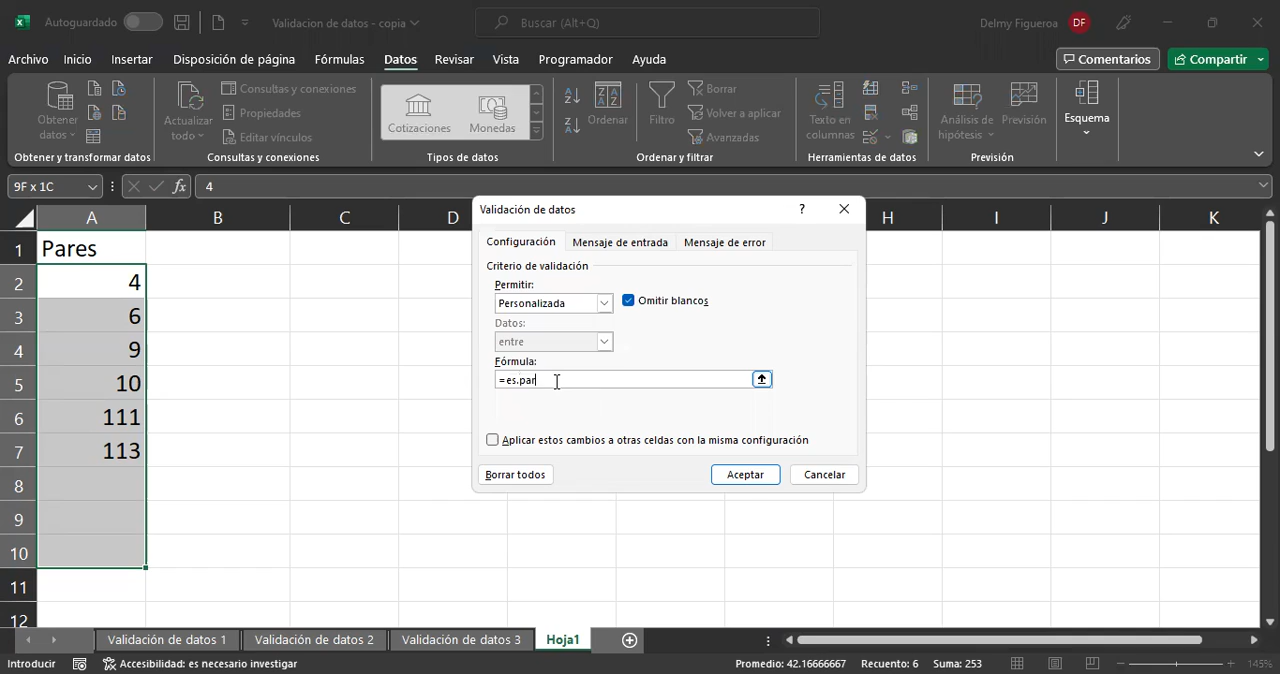 Autoguardado
Validacion de datos - copia
Buscar (Alt+Q)
Delmy Figueroa
DF
Archivo
Inicio
Insertar
Disposición de página
Fórmulas
Datos
Revisar
Vista
Programador
Ayuda
Comentarios
Compartir
Obtener datos
Actualizar todo
Consultas y conexiones
Propiedades
Editar vínculos
Cotizaciones
Monedas
Ordenar
Filtro
Borrar
Volver a aplicar
Avanzadas
Texto en columnas
Análisis de hipótesis
Previsión
Esquema
Obtener y transformar datos
Consultas y conexiones
Tipos de datos
Ordenar y filtrar
Herramientas de datos
Previsión
9F x 1C
fx
4
A
B
C
D
H
I
J
K
1 Pares
2 4
3 6
4 9
5 10
6 111
7 113
8
9
10
11
12
Validación de datos
?
Configuración
Mensaje de entrada
Mensaje de error
Criterio de validación
Permitir:
Personalizada
Omitir blancos
Datos:
entre
Fórmula:
=es.par
Aplicar estos cambios a otras celdas con la misma configuración
Borrar todos
Aceptar
Cancelar
Validación de datos 1
Validación de datos 2
Validación de datos 3
Hoja1
Introducir
Accesibilidad: es necesario investigar
Promedio: 42.16666667
Recuento: 6
Suma: 253
145%